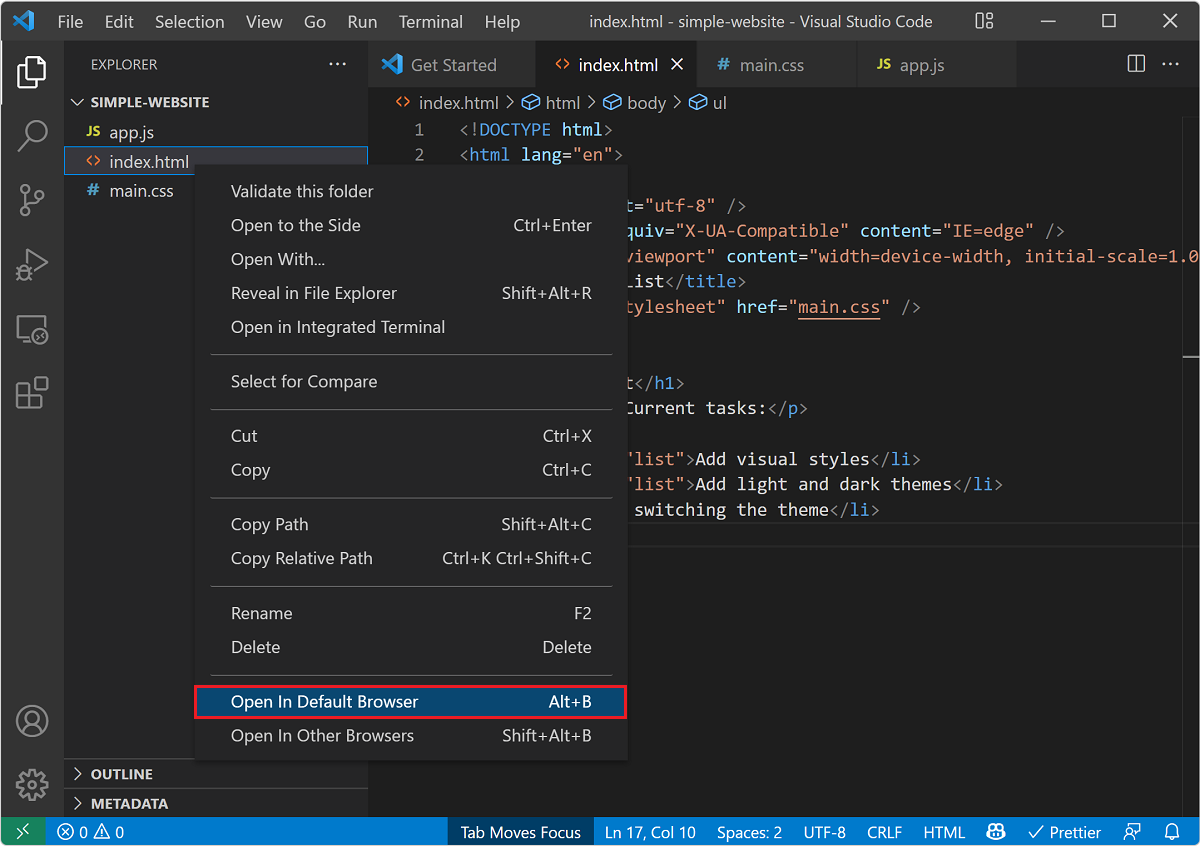 File Edit Selection View Go Run Terminal Help index.html - simple-website - Visual Studio Code
EXPLORER
Get Started
index.html
# main.css
JS app.js
SIMPLE-WEBSITE
JS app.js
<> index.html
# main.css
index.html > html > body > ul
1 <!DOCTYPE html>
2 <html lang="en">
t="utf-8" />
quiv="X-UA-Compatible" content="IE=edge" />
viewport" content="width=device-width, initial-scale=1.0
List</title>
tylesheet" href="main.css" />
t</h1>
Current tasks:</p>
"list">Add visual styles</li>
"list">Add light and dark themes</li>
switching the theme</li>
Validate this folder
Open to the Side Ctrl+Enter
Open With...
Reveal in File Explorer Shift+Alt+R
Open in Integrated Terminal
Select for Compare
Cut Ctrl+X
Copy Ctrl+C
Copy Path Shift+Alt+C
Copy Relative Path Ctrl+K Ctrl+Shift+C
Rename F2
Delete Delete
Open In Default Browser Alt+B
Open In Other Browsers Shift+Alt+B
OUTLINE
METADATA
0 0 Tab Moves Focus Ln 17, Col 10 Spaces: 2 UTF-8 CRLF HTML Prettier